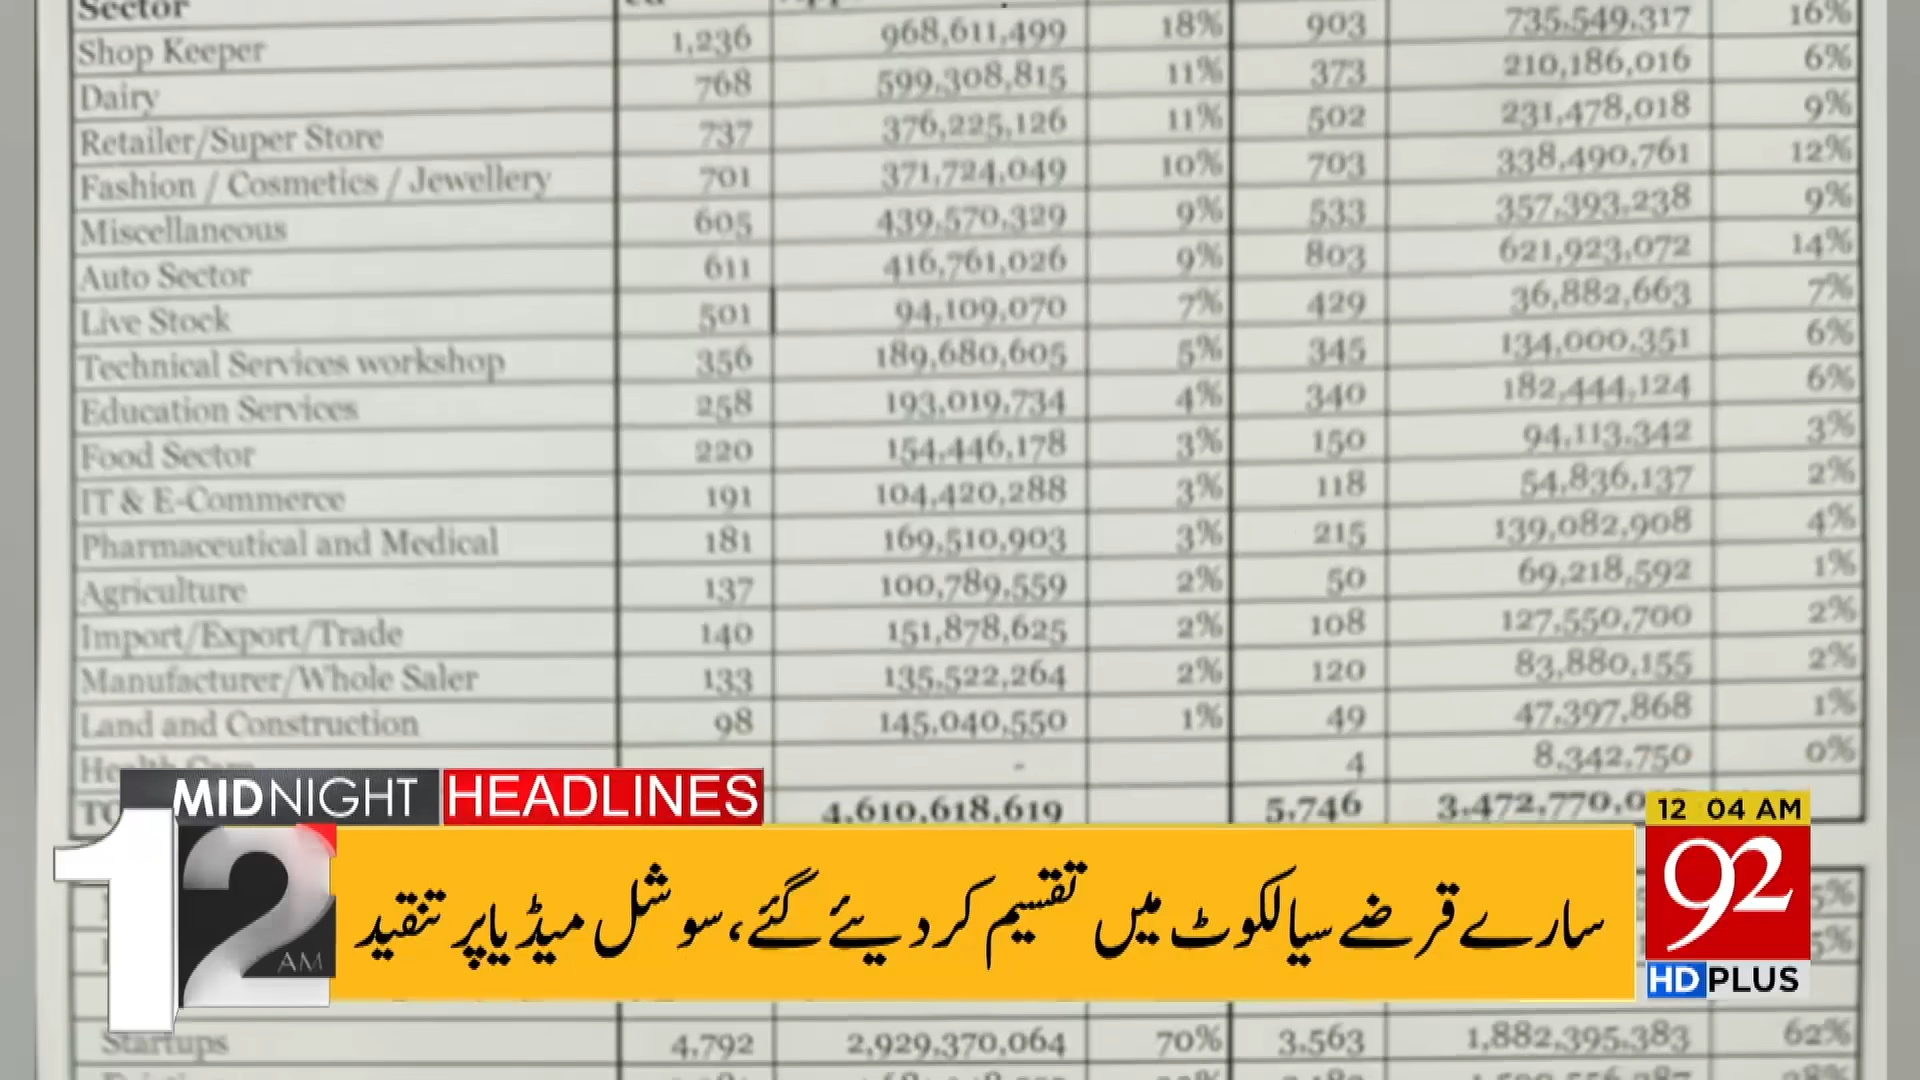 Sector
Shop Keeper 1,236 968,611,499 18% 903 735,549,317 16%
Dairy 768 599,308,815 11% 373 210,186,016 6%
Retailer/Super Store 737 376,225,126 11% 502 231,478,018 9%
Fashion / Cosmetics / Jewellery 701 371,724,049 10% 703 338,490,761 12%
Miscellaneous 605 439,570,329 9% 533 357,393,238 9%
Auto Sector 611 416,761,026 9% 803 621,923,072 14%
Live Stock 501 94,109,070 7% 429 36,882,663 7%
Technical Services workshop 356 189,680,605 5% 345 134,000,351 6%
Education Services 258 193,019,734 4% 340 182,444,124 6%
Food Sector 220 154,446,178 3% 150 94,113,342 3%
IT & E-Commerce 191 104,420,288 3% 118 54,836,137 2%
Pharmaceutical and Medical 181 169,510,903 3% 215 139,082,908 4%
Agriculture 137 100,789,559 2% 50 69,218,592 1%
Import/Export/Trade 140 151,878,625 2% 108 127,550,700 2%
Manufacturer/Whole Saler 133 135,522,264 2% 120 83,880,155 2%
Land and Construction 98 145,040,550 1% 49 47,397,868 1%
Health Care - 4 8,342,750 0%
4,610,618,619 5,746
MIDNIGHT HEADLINES
12 04 AM
12 AM
سارے قرضے سیالکوٹ میں تقسیم کر دیئے گئے، سوشل میڈیا پر تنقید
92
HD PLUS
Startups 4,792 2,929,370,064 70% 3,563 1,882,395,383 62%